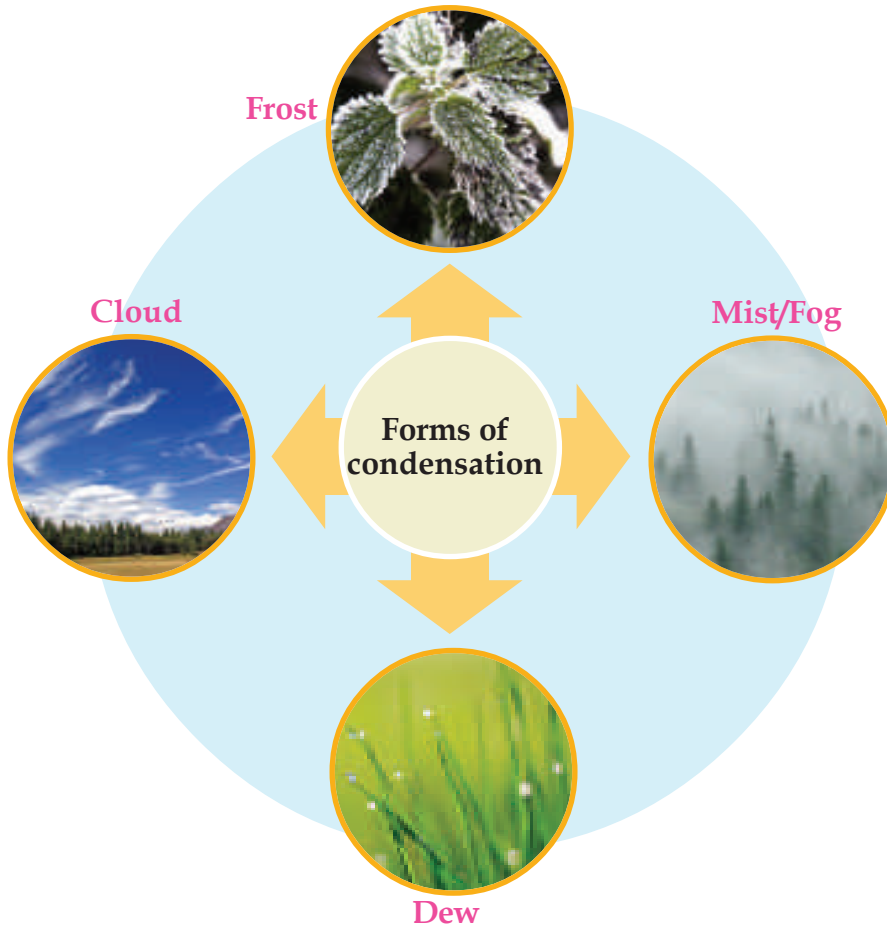 Frost
Cloud
Mist/Fog
Forms of
condensation
Dew